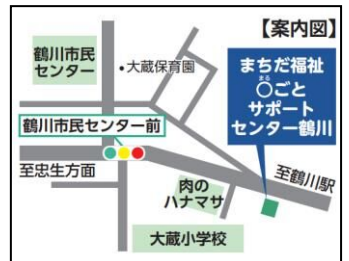 【案内図】
鶴川市民
センター
・大蔵保育園
まちだ福祉
まる
○ごと
サポート
センター鶴川
鶴川市民センター前
至忠生方面
肉の
ハナマサ
至鶴川駅
大蔵小学校